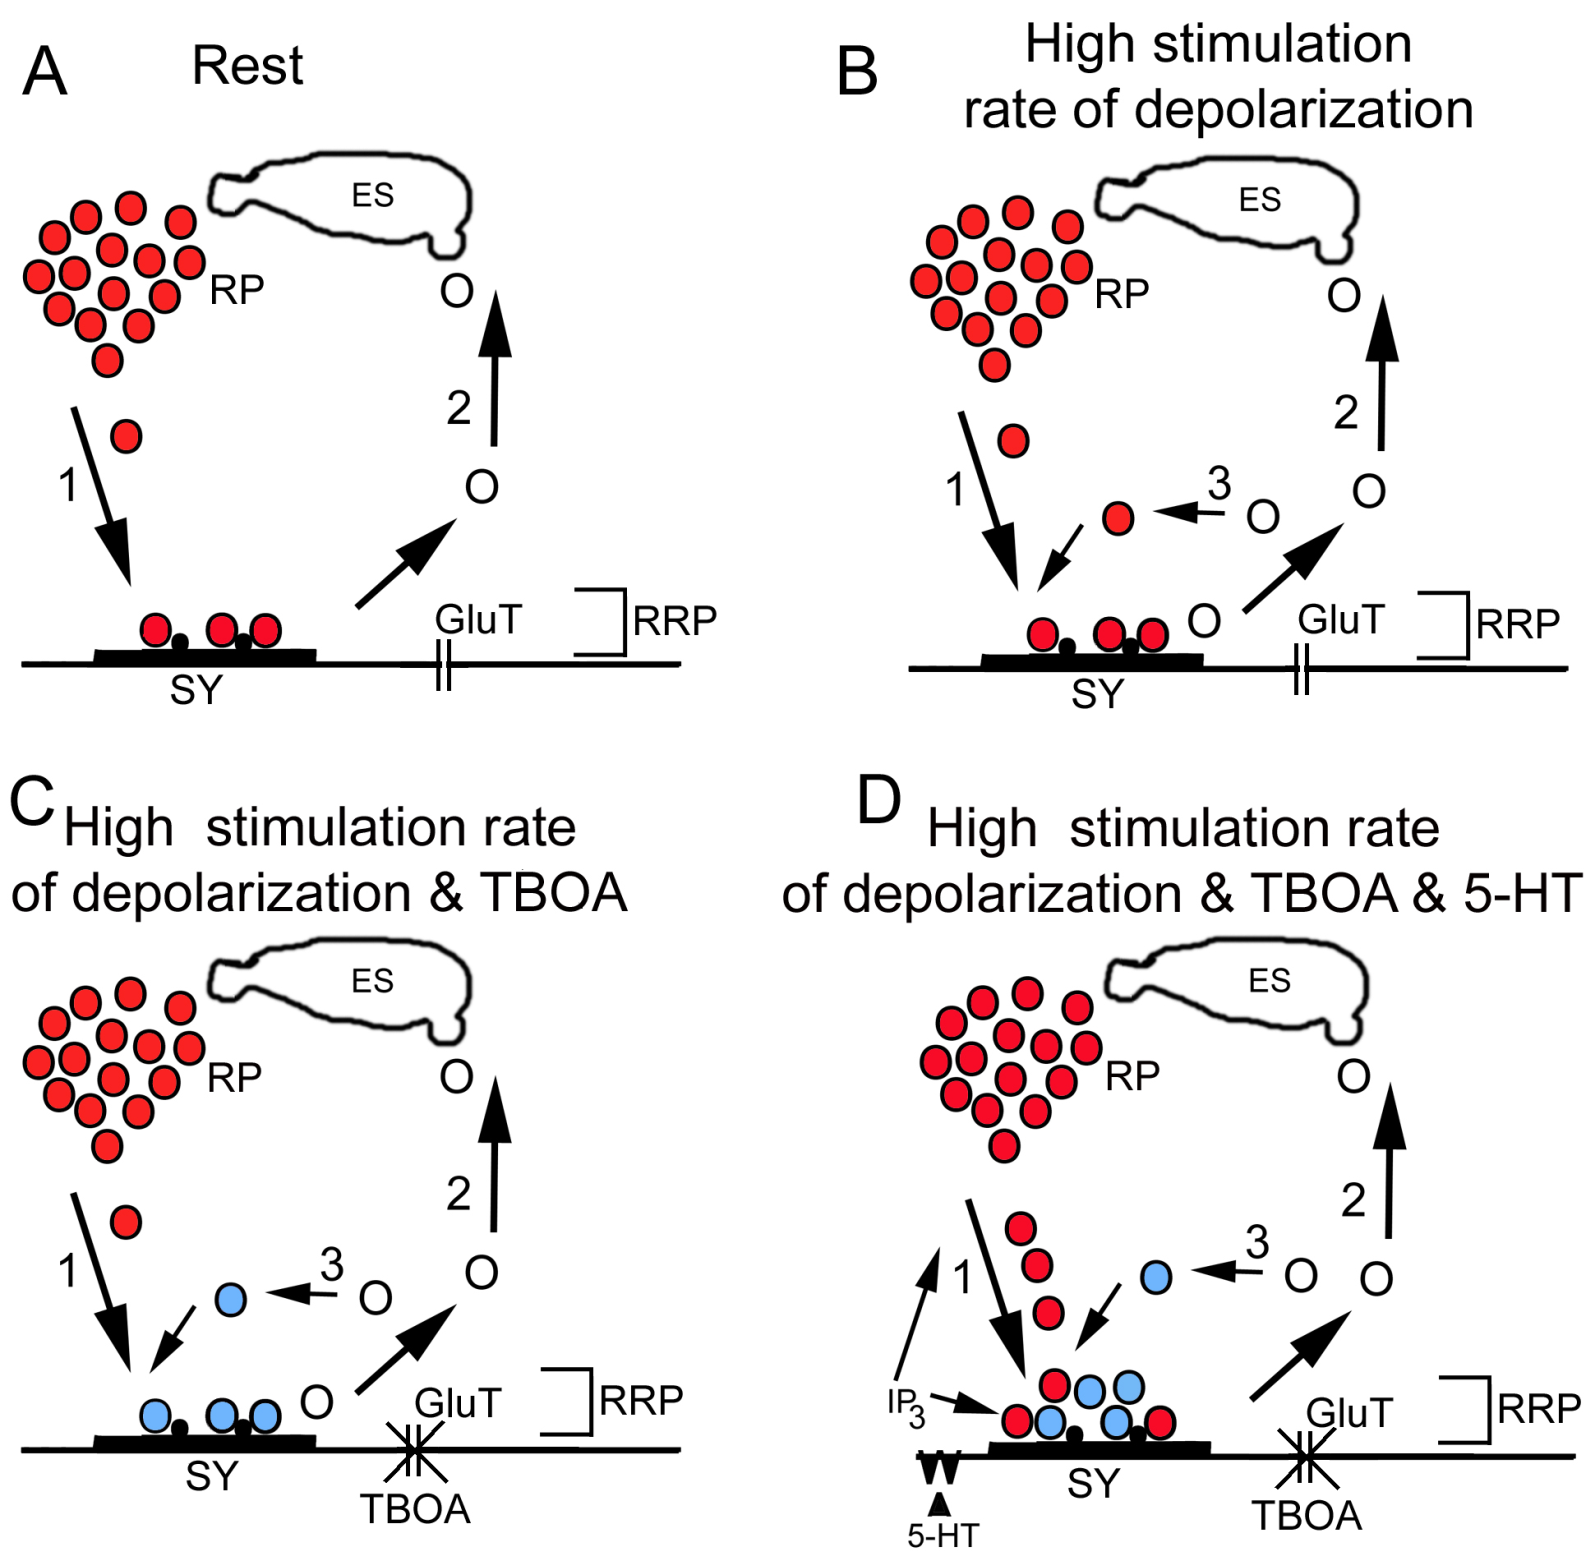 A
Rest
ES
RP
2
1
GluT
RRP
SY
B
High stimulation
rate of depolarization
ES
RP
2
1
3
GluT
RRP
SY
C
High stimulation rate
of depolarization & TBOA
ES
RP
2
1
3
GluT
RRP
SY
TBOA
D
High stimulation rate
of depolarization & TBOA & 5-HT
ES
RP
2
1
3
IP3
GluT
RRP
SY
TBOA
5-HT